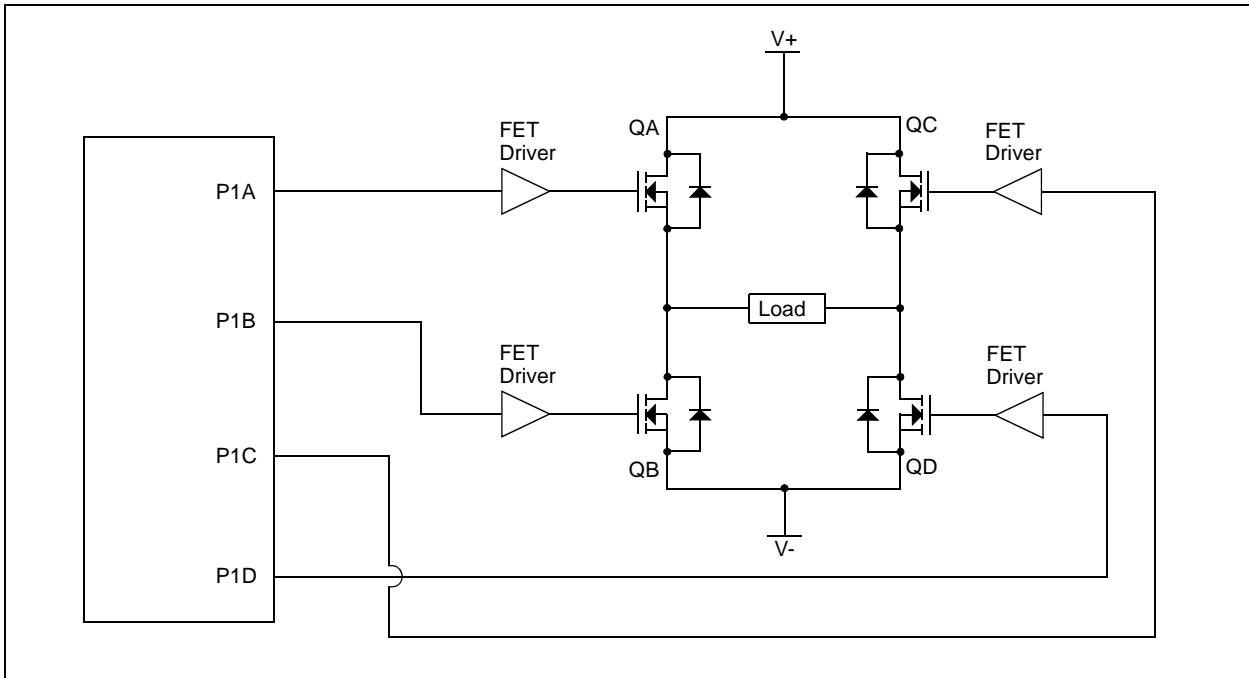 V+
QA
QC
FET
Driver
FET
Driver
P1A
Load
P1B
FET
Driver
FET
Driver
P1C
QB
QD
V-
P1D